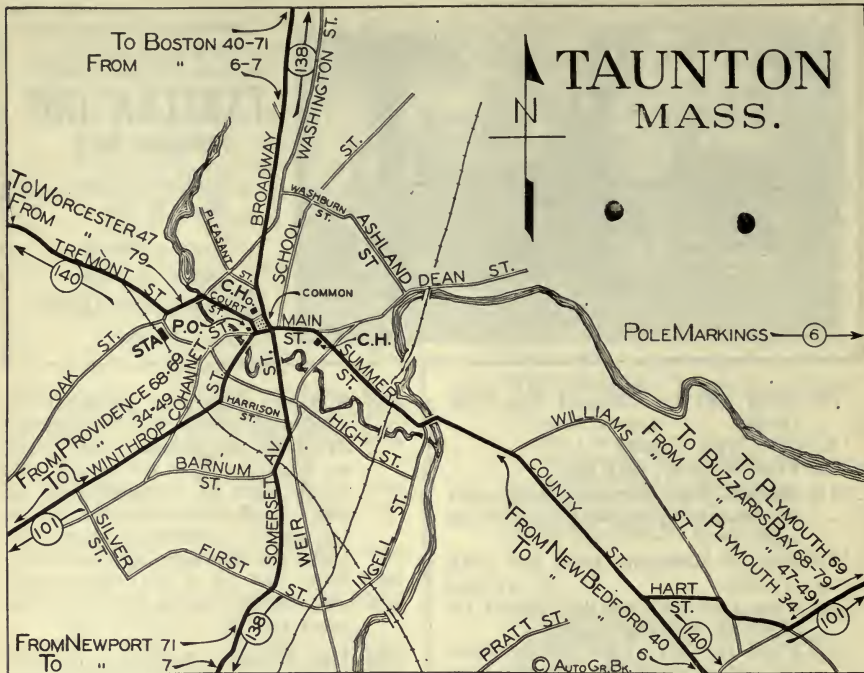 TAUNTON
MASS.
To BOSTON 40-71
FROM " 6-7
138
BROADWAY
WASHINGTON ST.
N
To WORCESTER 47
FROM " 79
TREMONT ST.
140
PLEASANT ST.
SCHOOL ST.
WASHBURN ST.
ASHLAND ST
DEAN ST.
C.Ho.
COURT ST
COMMON
P.O.
STA
MAIN ST.
C.H.
SUMMER ST.
POLE MARKINGS 6
OAK ST.
COHANNET ST.
ST.
FROM PROVIDENCE 68-69
To " 34-49
WINTHROP ST.
HARRISON ST.
HIGH ST.
BARNUM ST.
101
SILVER ST.
FIRST ST.
SOMERSET AV.
WEIR
INGELL ST.
WILLIAMS ST.
COUNTY ST.
HART ST.
To PLYMOUTH 69
To BUZZARDS BAY 68-79
FROM " 47-49
" PLYMOUTH 34
101
FROM NEW BEDFORD 40
To " 6
140
PRATT ST.
FROM NEWPORT 71
To " 7
138
© AUTO GR. BK.